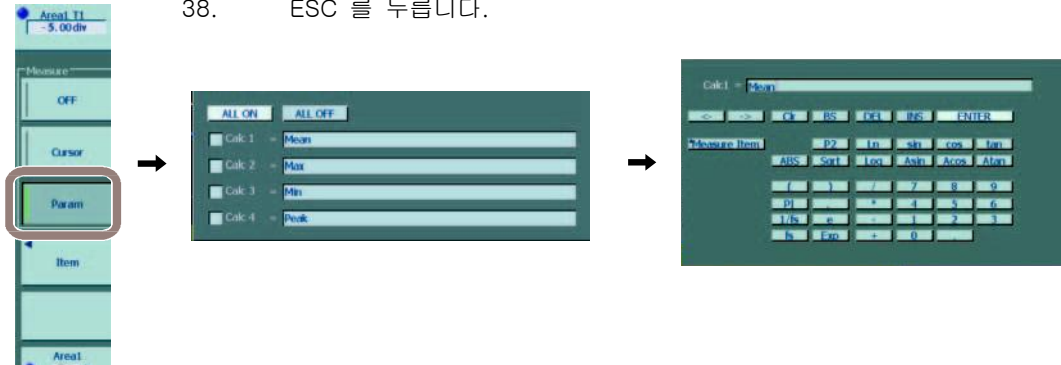 38. ESC 를 누릅니다.
Area1 T1
-5.00div
Measure
OFF
Cursor
Param
Item
Area1
ALL ON ALL OFF
Calc 1 = Mean
Calc 2 = Max
Calc 3 = Min
Calc 4 = Peak
Calc1 = Mean
<- -> Clr BS DEL INS ENTER
Measure Item P2 Ln sin cos tan
ABS Sqrt Log Asin Acos Atan
( ) / 7 8 9
PI , * 4 5 6
1/fs e - 1 2 3
fs Exp + 0 .